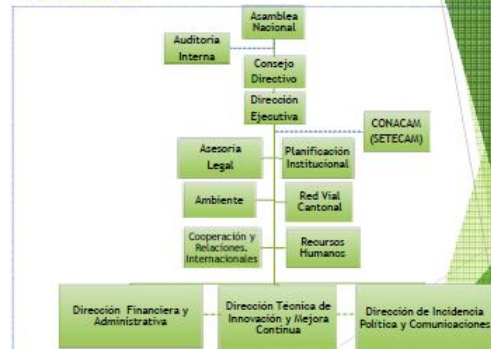 Asamblea
Nacional
Auditoria
Interna
Consejo
Directivo
Dirección
Ejecutiva
CONACAM
(SETECAM)
Asesoría
Legal
Planificación
Institucional
Ambiente
Red Vial
Cantonal
Cooperación y
Relaciones.
Internacionales
Recursos
Humanos
Dirección Financiera y
Administrativa
Dirección Técnica de
Innovación y Mejora
Continua
Dirección de Incidencia
Política y Comunicaciones